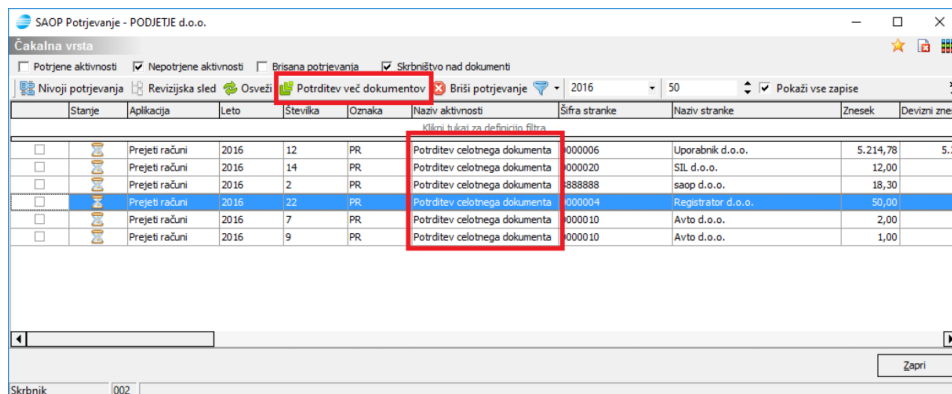 SAOP Potrjevanje - PODJETJE d.o.o.
Čakalna vrsta
Potrjene aktivnosti Nepotrjene aktivnosti Brisana potrjevanja Skrbništvo nad dokumenti
Nivoji potrjevanja Revizijska sled Osveži Potrditev več dokumentov Briši potrjevanje 2016 50 Pokaži vse zapise
Stanje Aplikacija Leto Številka Oznaka Naziv aktivnosti Šifra stranke Naziv stranke Znesek Devizni zne
Klikni tukaj za definicijo filtra
Prejeti računi 2016 12 PR Potrditev celotnega dokumenta 0000006 Uporabnik d.o.o. 5.214,78 5.
Prejeti računi 2016 14 PR Potrditev celotnega dokumenta 0000020 SIL d.o.o. 12,00
Prejeti računi 2016 2 PR Potrditev celotnega dokumenta 8888888 saop d.o.o. 18,30
Prejeti računi 2016 22 PR Potrditev celotnega dokumenta 0000004 Registrator d.o.o. 50,00
Prejeti računi 2016 7 PR Potrditev celotnega dokumenta 0000010 Avto d.o.o. 2,00
Prejeti računi 2016 9 PR Potrditev celotnega dokumenta 0000010 Avto d.o.o. 1,00
Zapri
Skrbnik 002